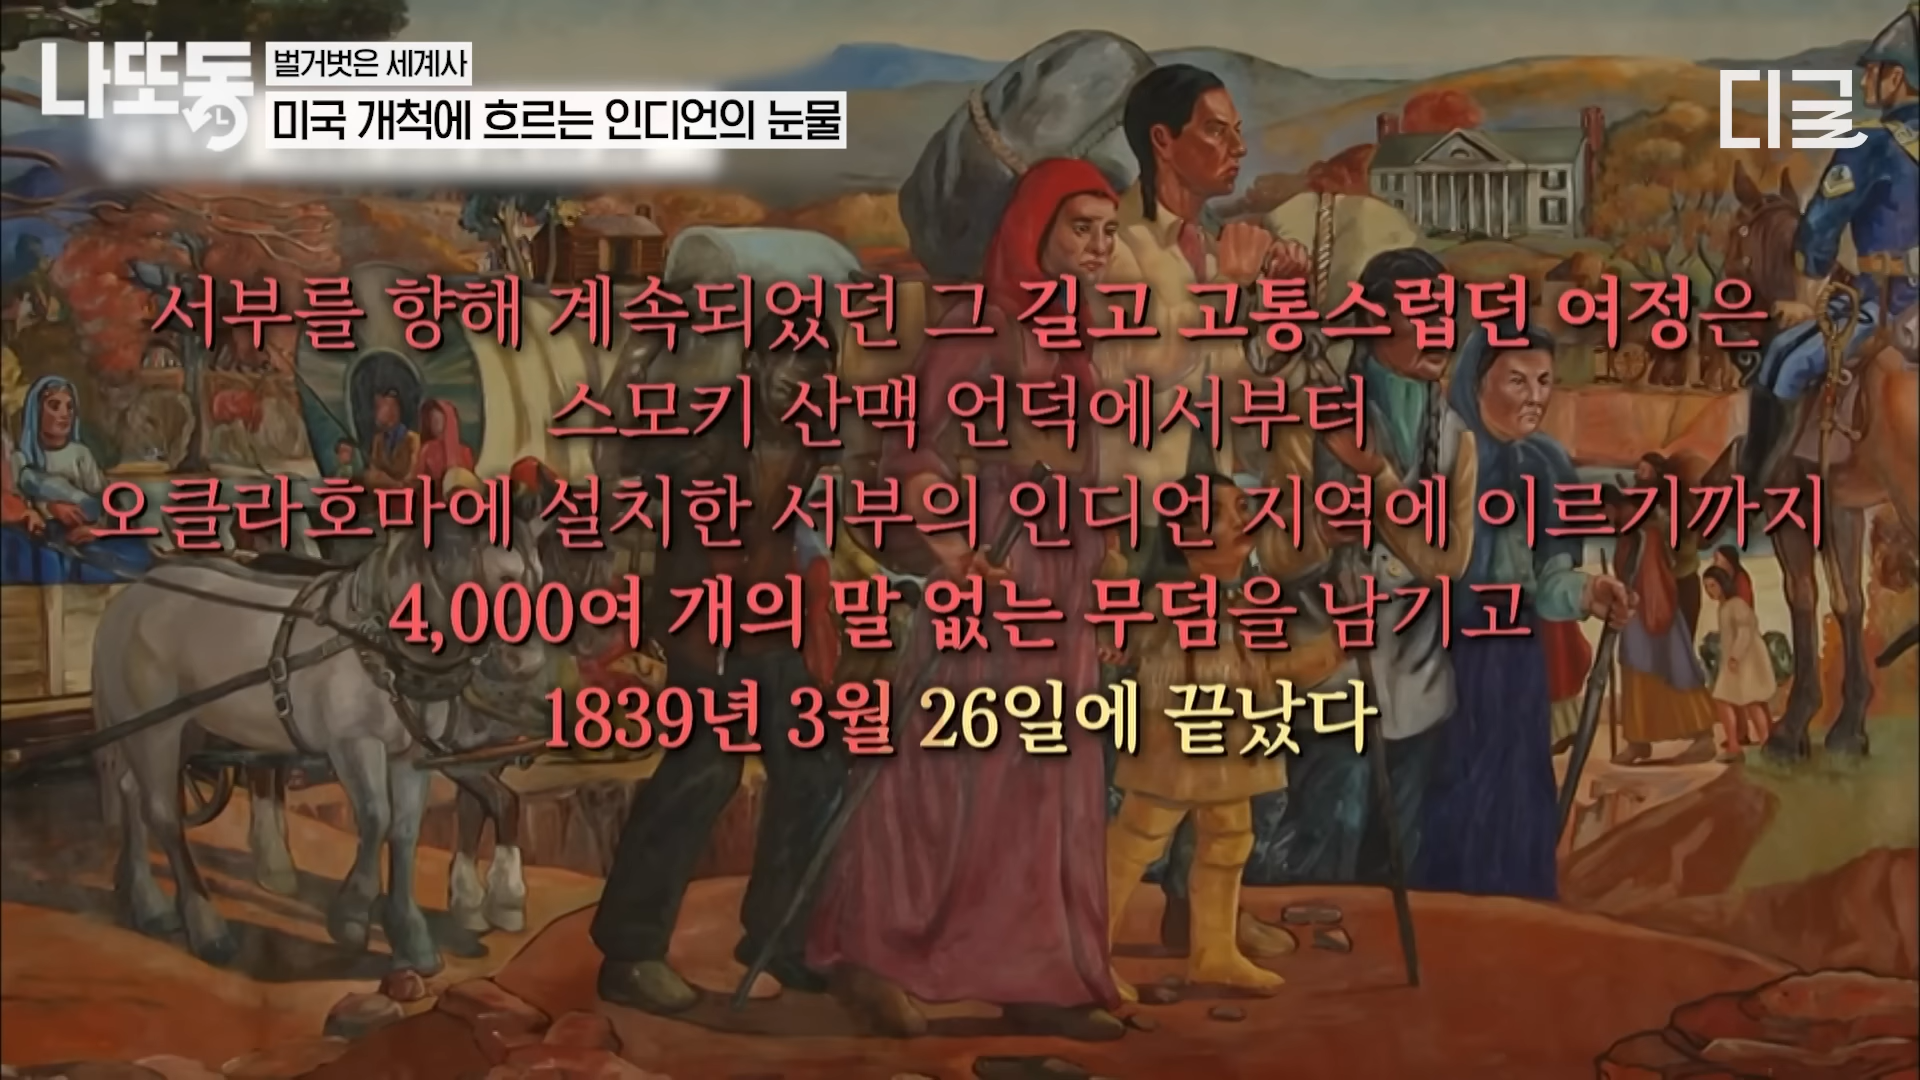 나또동
벌거벗은 세계사
미국 개척에 흐르는 인디언의 눈물
디글
서부를 향해 계속되었던 그 길고 고통스럽던 여정은
스모키 산맥 언덕에서부터
오클라호마에 설치한 서부의 인디언 지역에 이르기까지
4,000여 개의 말 없는 무덤을 남기고
1839년 3월 26일에 끝났다